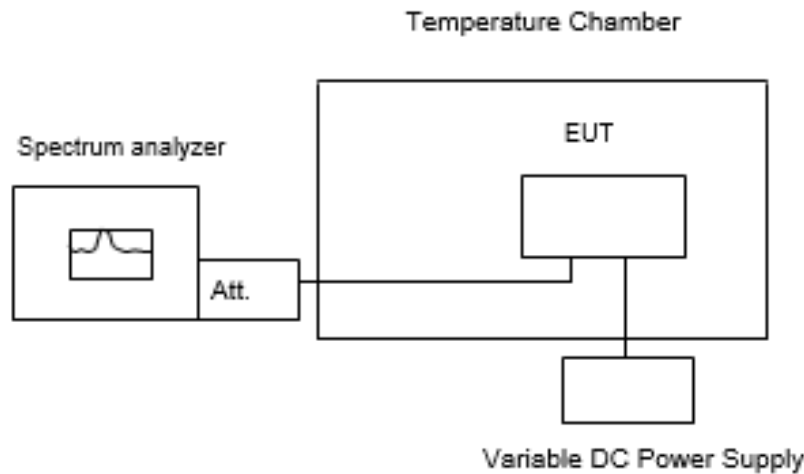 Temperature Chamber
EUT
Spectrum analyzer
Att.
Variable DC Power Supply